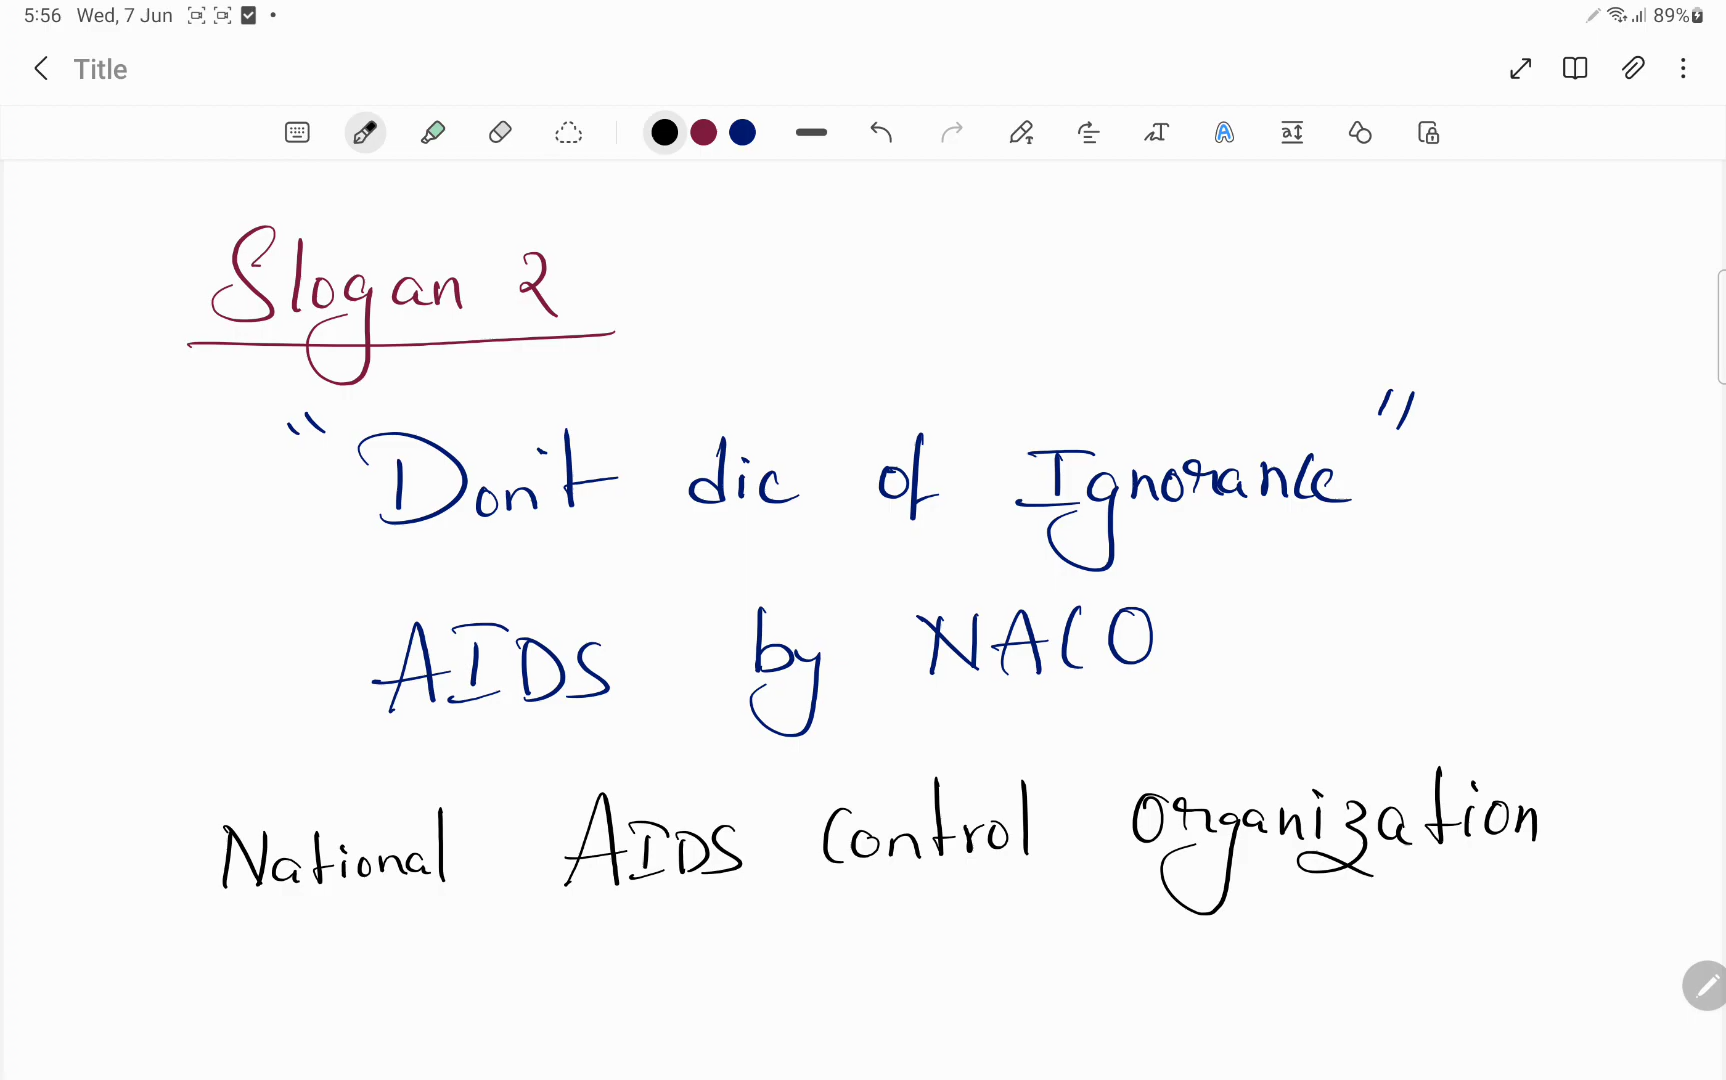 5:56 Wed, 7 Jun 89%
Title
Slogan 2
"Don't die of Ignorance"
AIDS by NACO
National AIDS Control Organization